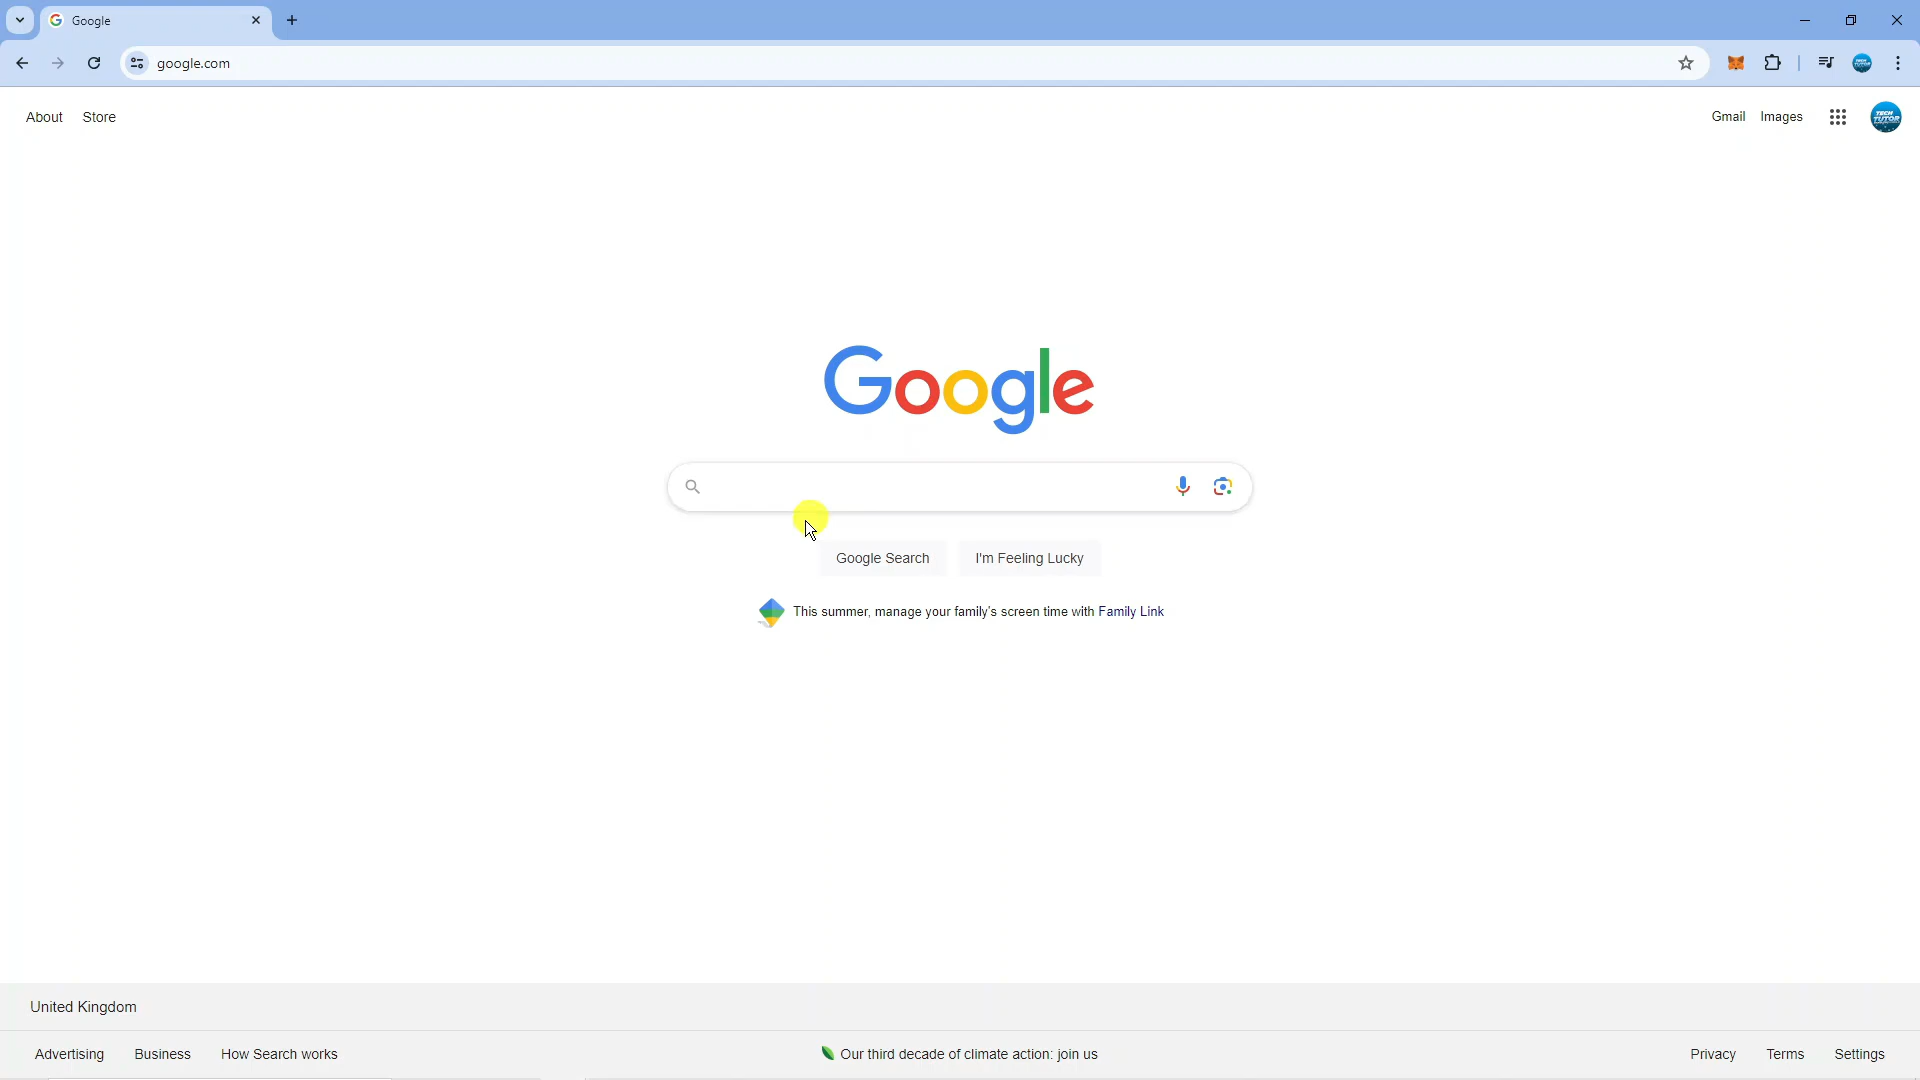 Google
google.com
About Store
Gmail Images
TECH TUTOR
Google
Google Search I'm Feeling Lucky
This summer, manage your family's screen time with Family Link
United Kingdom
Advertising Business How Search works
Our third decade of climate action: join us
Privacy Terms Settings